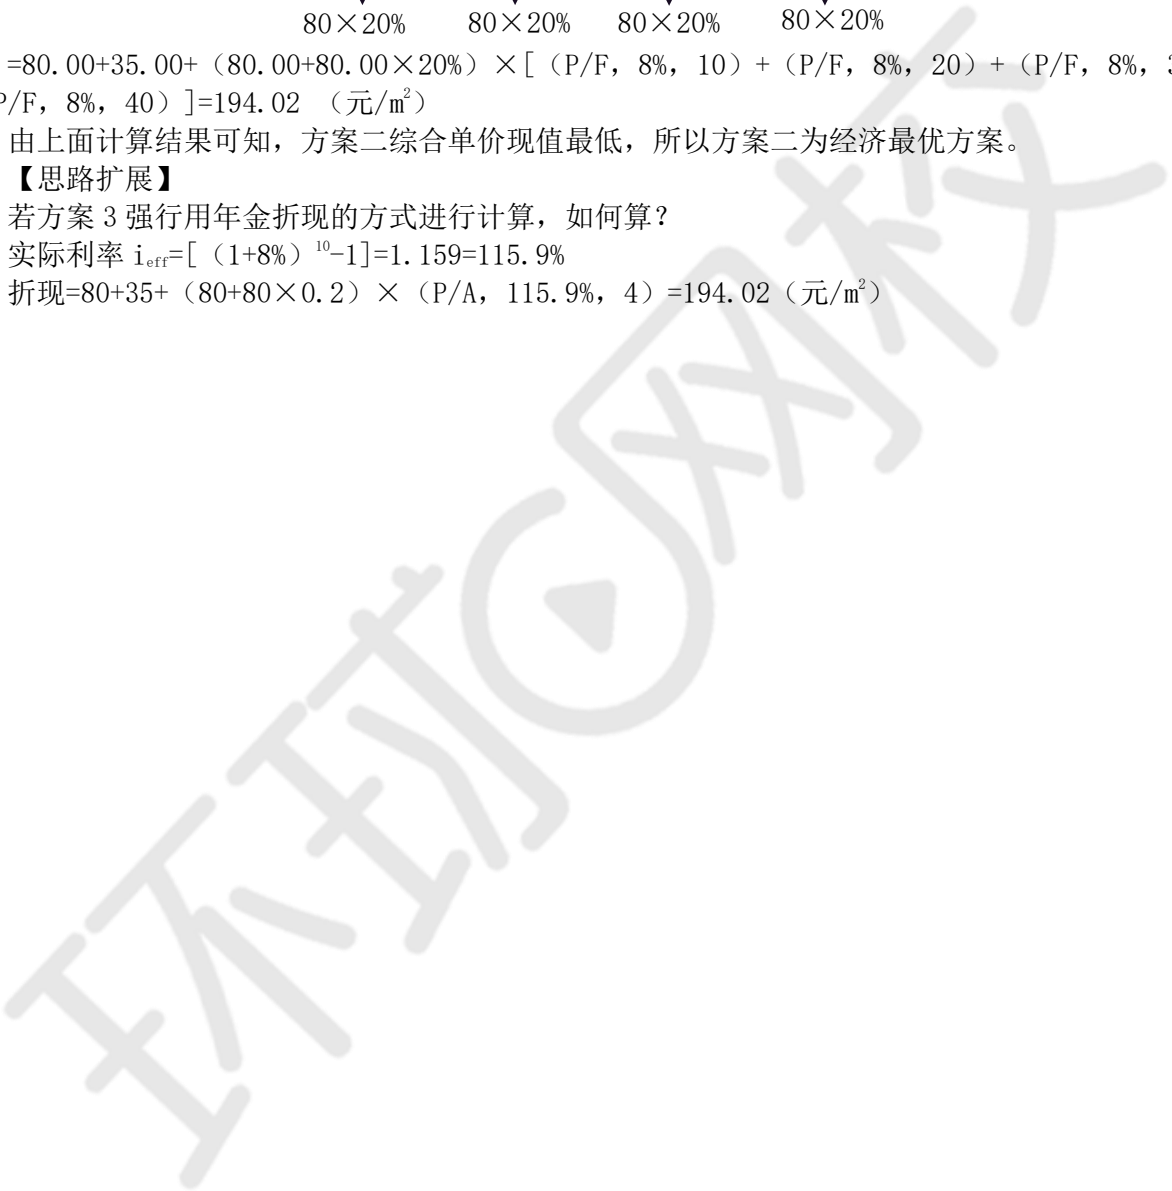 80×20% 80×20% 80×20% 80×20%
=80.00+35.00+（80.00+80.00×20%）×[（P/F，8%，10）+（P/F，8%，20）+（P/F，8%，
P/F，8%，40）]=194.02 （元/m²）
由上面计算结果可知，方案二综合单价现值最低，所以方案二为经济最优方案。
【思路扩展】
若方案 3 强行用年金折现的方式进行计算，如何算？
实际利率 i_eff=[（1+8%）¹⁰-1]=1.159=115.9%
折现=80+35+（80+80×0.2）×（P/A，115.9%，4）=194.02（元/m²）
环球网校